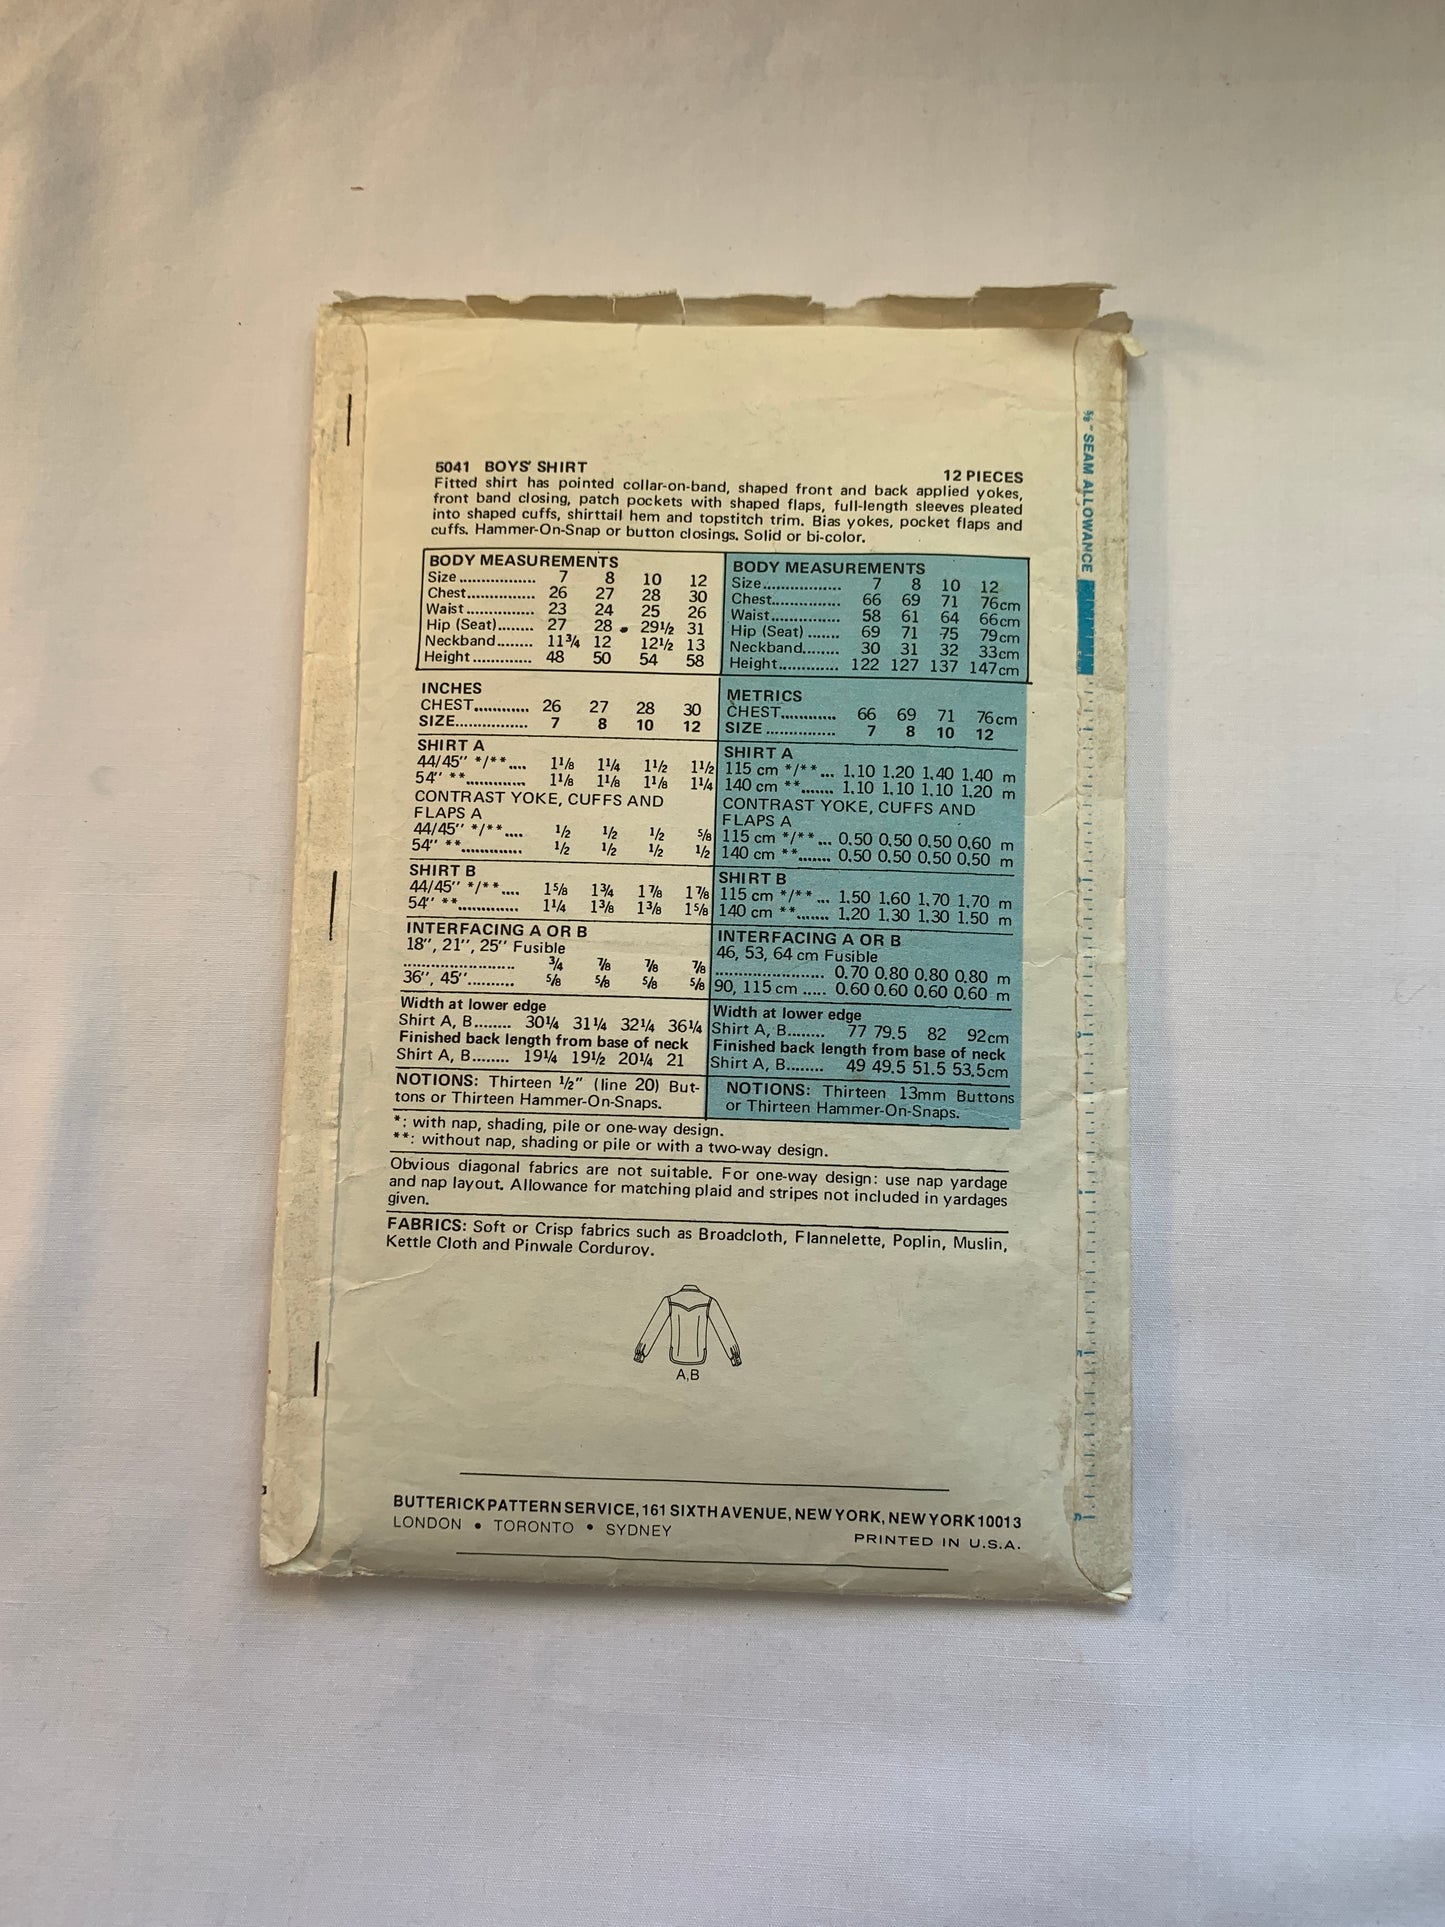 5041 BOYS' SHIRT 12 PIECES
Fitted shirt has pointed collar-on-band, shaped front and back applied yokes,
front band closing, patch pockets with shaped flaps, full-length sleeves pleated
into shaped cuffs, shirttail hem and topstitch trim. Bias yokes, pocket flaps and
cuffs. Hammer-On-Snap or button closings. Solid or bi-color.
BODY MEASUREMENTS
Size................. 7 8 10 12
Chest............... 26 27 28 30
Waist............... 23 24 25 26
Hip (Seat)........ 27 28 29½ 31
Neckband........ 11¾ 12 12½ 13
Height............. 48 50 54 58
INCHES
CHEST............ 26 27 28 30
SIZE................ 7 8 10 12
SHIRT A
44/45'' */**.... 1⅛ 1¼ 1½ 1½
54'' **............ 1⅛ 1⅛ 1⅛ 1¼
CONTRAST YOKE, CUFFS AND
FLAPS A
44/45'' */**.... ½ ½ ½ ⅝
54'' **............. ½ ½ ½ ½
SHIRT B
44/45'' */**.... 1⅝ 1¾ 1⅞ 1⅞
54'' **............. 1¼ 1⅜ 1⅜ 1⅝
INTERFACING A OR B
18'', 21'', 25'' Fusible
....................... ¾ ⅞ ⅞ ⅞
36'', 45''.......... ⅝ ⅝ ⅝ ⅝
Width at lower edge
Shirt A, B........ 30¼ 31¼ 32¼ 36¼
Finished back length from base of neck
Shirt A, B........ 19¼ 19½ 20¼ 21
NOTIONS: Thirteen ½'' (line 20) But-
tons or Thirteen Hammer-On-Snaps.
BODY MEASUREMENTS
Size................. 7 8 10 12
Chest............... 66 69 71 76cm
Waist............... 58 61 64 66cm
Hip (Seat) ....... 69 71 75 79cm
Neckband........ 30 31 32 33cm
Height............. 122 127 137 147cm
METRICS
CHEST............ 66 69 71 76cm
SIZE ............... 7 8 10 12
SHIRT A
115 cm */** ... 1.10 1.20 1.40 1.40 m
140 cm **....... 1.10 1.10 1.10 1.20 m
CONTRAST YOKE, CUFFS AND
FLAPS A
115 cm */** ... 0.50 0.50 0.50 0.60 m
140 cm **....... 0.50 0.50 0.50 0.50 m
SHIRT B
115 cm */** ... 1.50 1.60 1.70 1.70 m
140 cm **....... 1.20 1.30 1.30 1.50 m
INTERFACING A OR B
46, 53, 64 cm Fusible
....................... 0.70 0.80 0.80 0.80 m
90, 115 cm ..... 0.60 0.60 0.60 0.60 m
Width at lower edge
Shirt A, B........ 77 79.5 82 92cm
Finished back length from base of neck
Shirt A, B........ 49 49.5 51.5 53.5cm
NOTIONS: Thirteen 13mm Buttons
or Thirteen Hammer-On-Snaps.
*: with nap, shading, pile or one-way design.
**: without nap, shading or pile or with a two-way design.
Obvious diagonal fabrics are not suitable. For one-way design: use nap yardage
and nap layout. Allowance for matching plaid and stripes not included in yardages
given.
FABRICS: Soft or Crisp fabrics such as Broadcloth, Flannelette, Poplin, Muslin,
Kettle Cloth and Pinwale Corduroy.
A,B
BUTTERICK PATTERN SERVICE, 161 SIXTH AVENUE, NEW YORK, NEW YORK 10013
LONDON • TORONTO • SYDNEY
PRINTED IN U.S.A.
⅝" SEAM ALLOWANCE